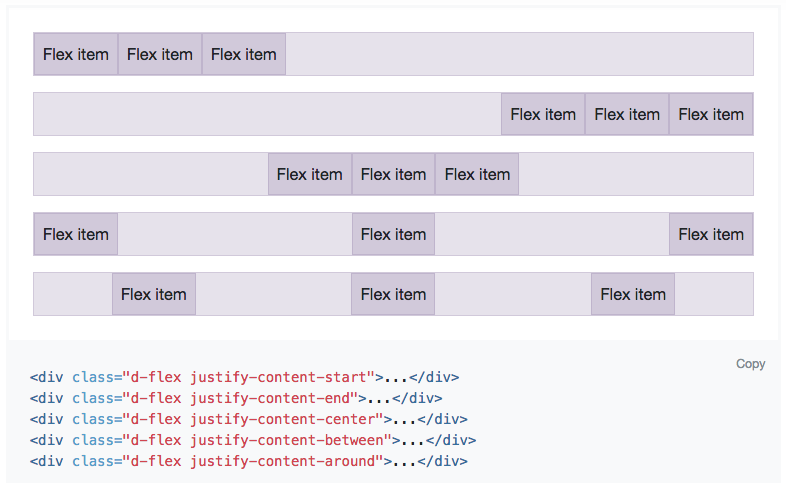 Flex item Flex item Flex item
Flex item Flex item Flex item
Flex item Flex item Flex item
Flex item Flex item Flex item
Flex item Flex item Flex item
Copy
<div class="d-flex justify-content-start">...</div>
<div class="d-flex justify-content-end">...</div>
<div class="d-flex justify-content-center">...</div>
<div class="d-flex justify-content-between">...</div>
<div class="d-flex justify-content-around">...</div>